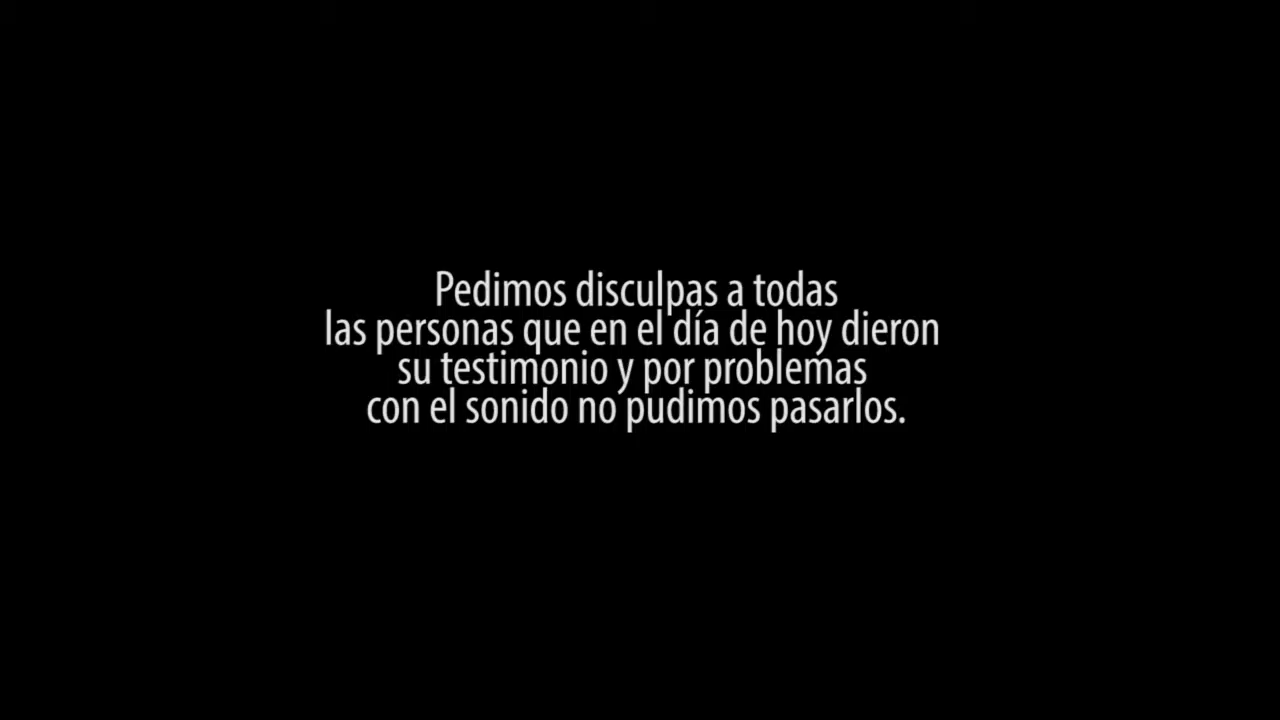 Pedimos disculpas a todas
las personas que en el día de hoy dieron
su testimonio y por problemas
con el sonido no pudimos pasarlos.